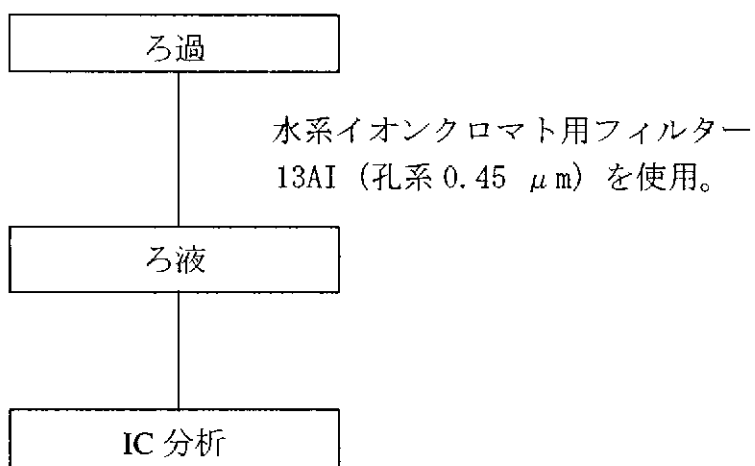 ろ過
水系イオンクロマト用フィルター
13AI (孔系 0.45 μm) を使用。
ろ液
IC 分析